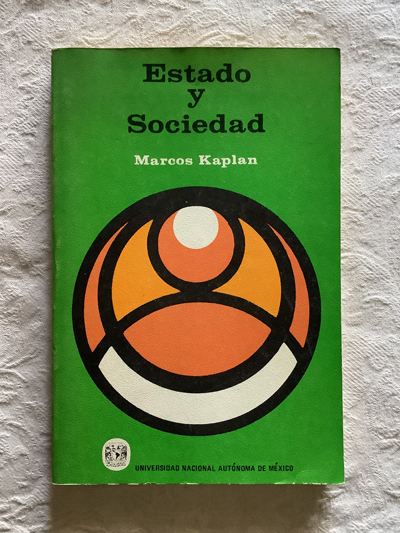 Estado
y
Sociedad
Marcos Kaplan
UNIVERSIDAD NACIONAL AUTÓNOMA DE MÉXICO